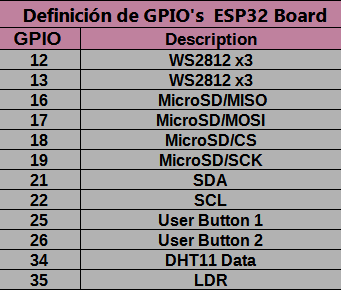 Definición de GPIO's ESP32 Board
GPIO Description
12 WS2812 x3
13 WS2812 x3
16 MicroSD/MISO
17 MicroSD/MOSI
18 MicroSD/CS
19 MicroSD/SCK
21 SDA
22 SCL
25 User Button 1
26 User Button 2
34 DHT11 Data
35 LDR